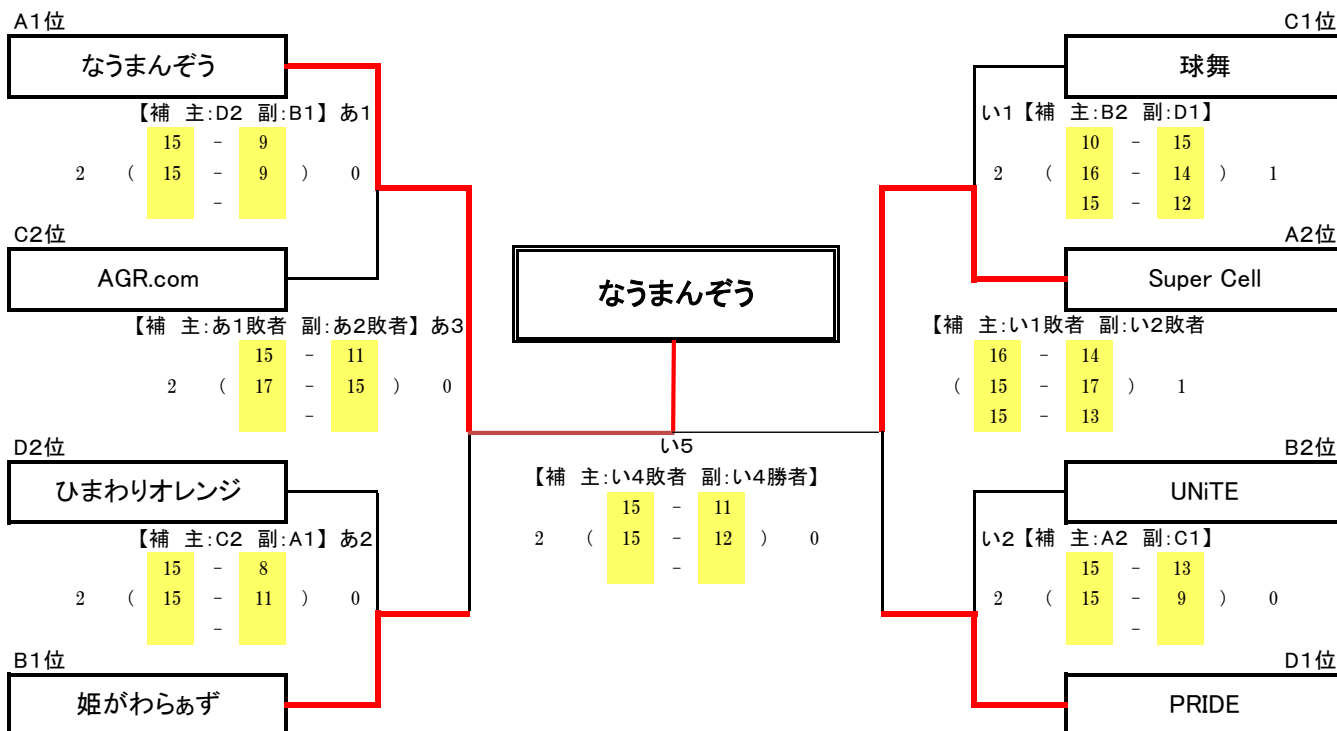 A1位
なうまんぞう
【補 主:D2 副:B1】 あ1
15 - 9
2 ( 15 - 9 ) 0
-
C2位
AGR.com
【補 主:あ1敗者 副:あ2敗者】 あ3
15 - 11
2 ( 17 - 15 ) 0
-
D2位
ひまわりオレンジ
【補 主:C2 副:A1】 あ2
15 - 8
2 ( 15 - 11 ) 0
-
B1位
姫がわらぁず
なうまんぞう
い5
【補 主:い4敗者 副:い4勝者】
15 - 11
2 ( 15 - 12 ) 0
-
C1位
球舞
い1【補 主:B2 副:D1】
10 - 15
2 ( 16 - 14 ) 1
15 - 12
A2位
Super Cell
【補 主:い1敗者 副:い2敗者
16 - 14
( 15 - 17 ) 1
15 - 13
B2位
UNiTE
い2【補 主:A2 副:C1】
15 - 13
2 ( 15 - 9 ) 0
-
D1位
PRIDE